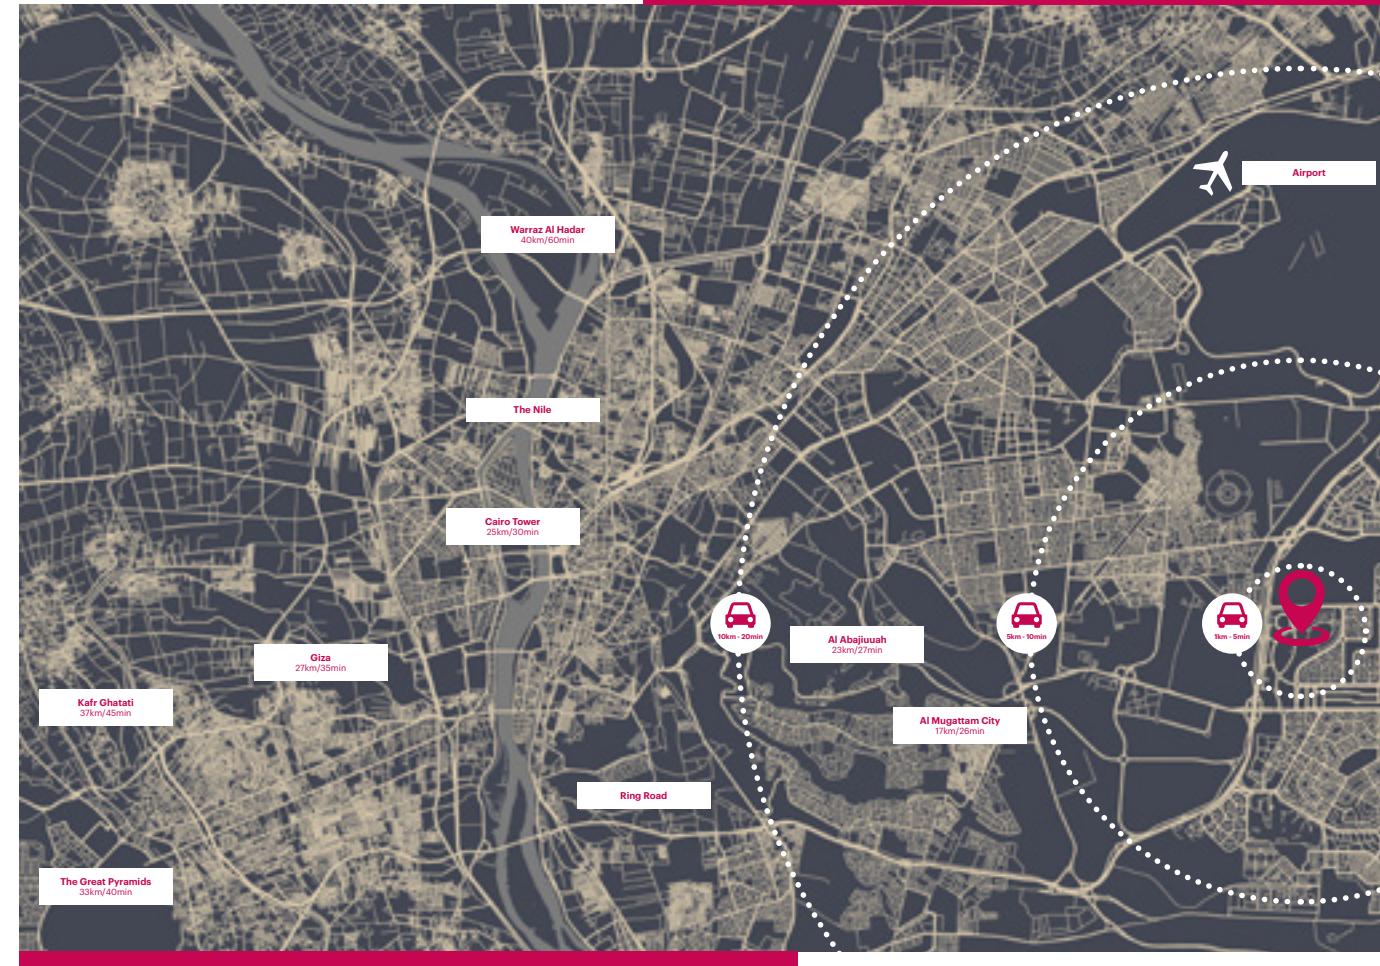 Airport
Warraz Al Hadar
40km/60min
The Nile
Cairo Tower
25km/30min
10km - 20min
5km - 10min
1km - 5min
Al Abajiuuah
23km/27min
Giza
27km/35min
Kafr Ghatati
37km/45min
Al Mugattam City
17km/26min
Ring Road
The Great Pyramids
33km/40min